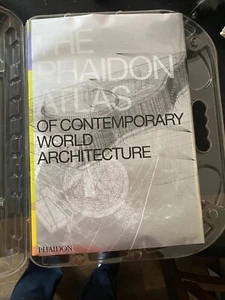 THE
PHAIDON
ATLAS
OF CONTEMPORARY
WORLD
ARCHITECTURE
PHAIDON